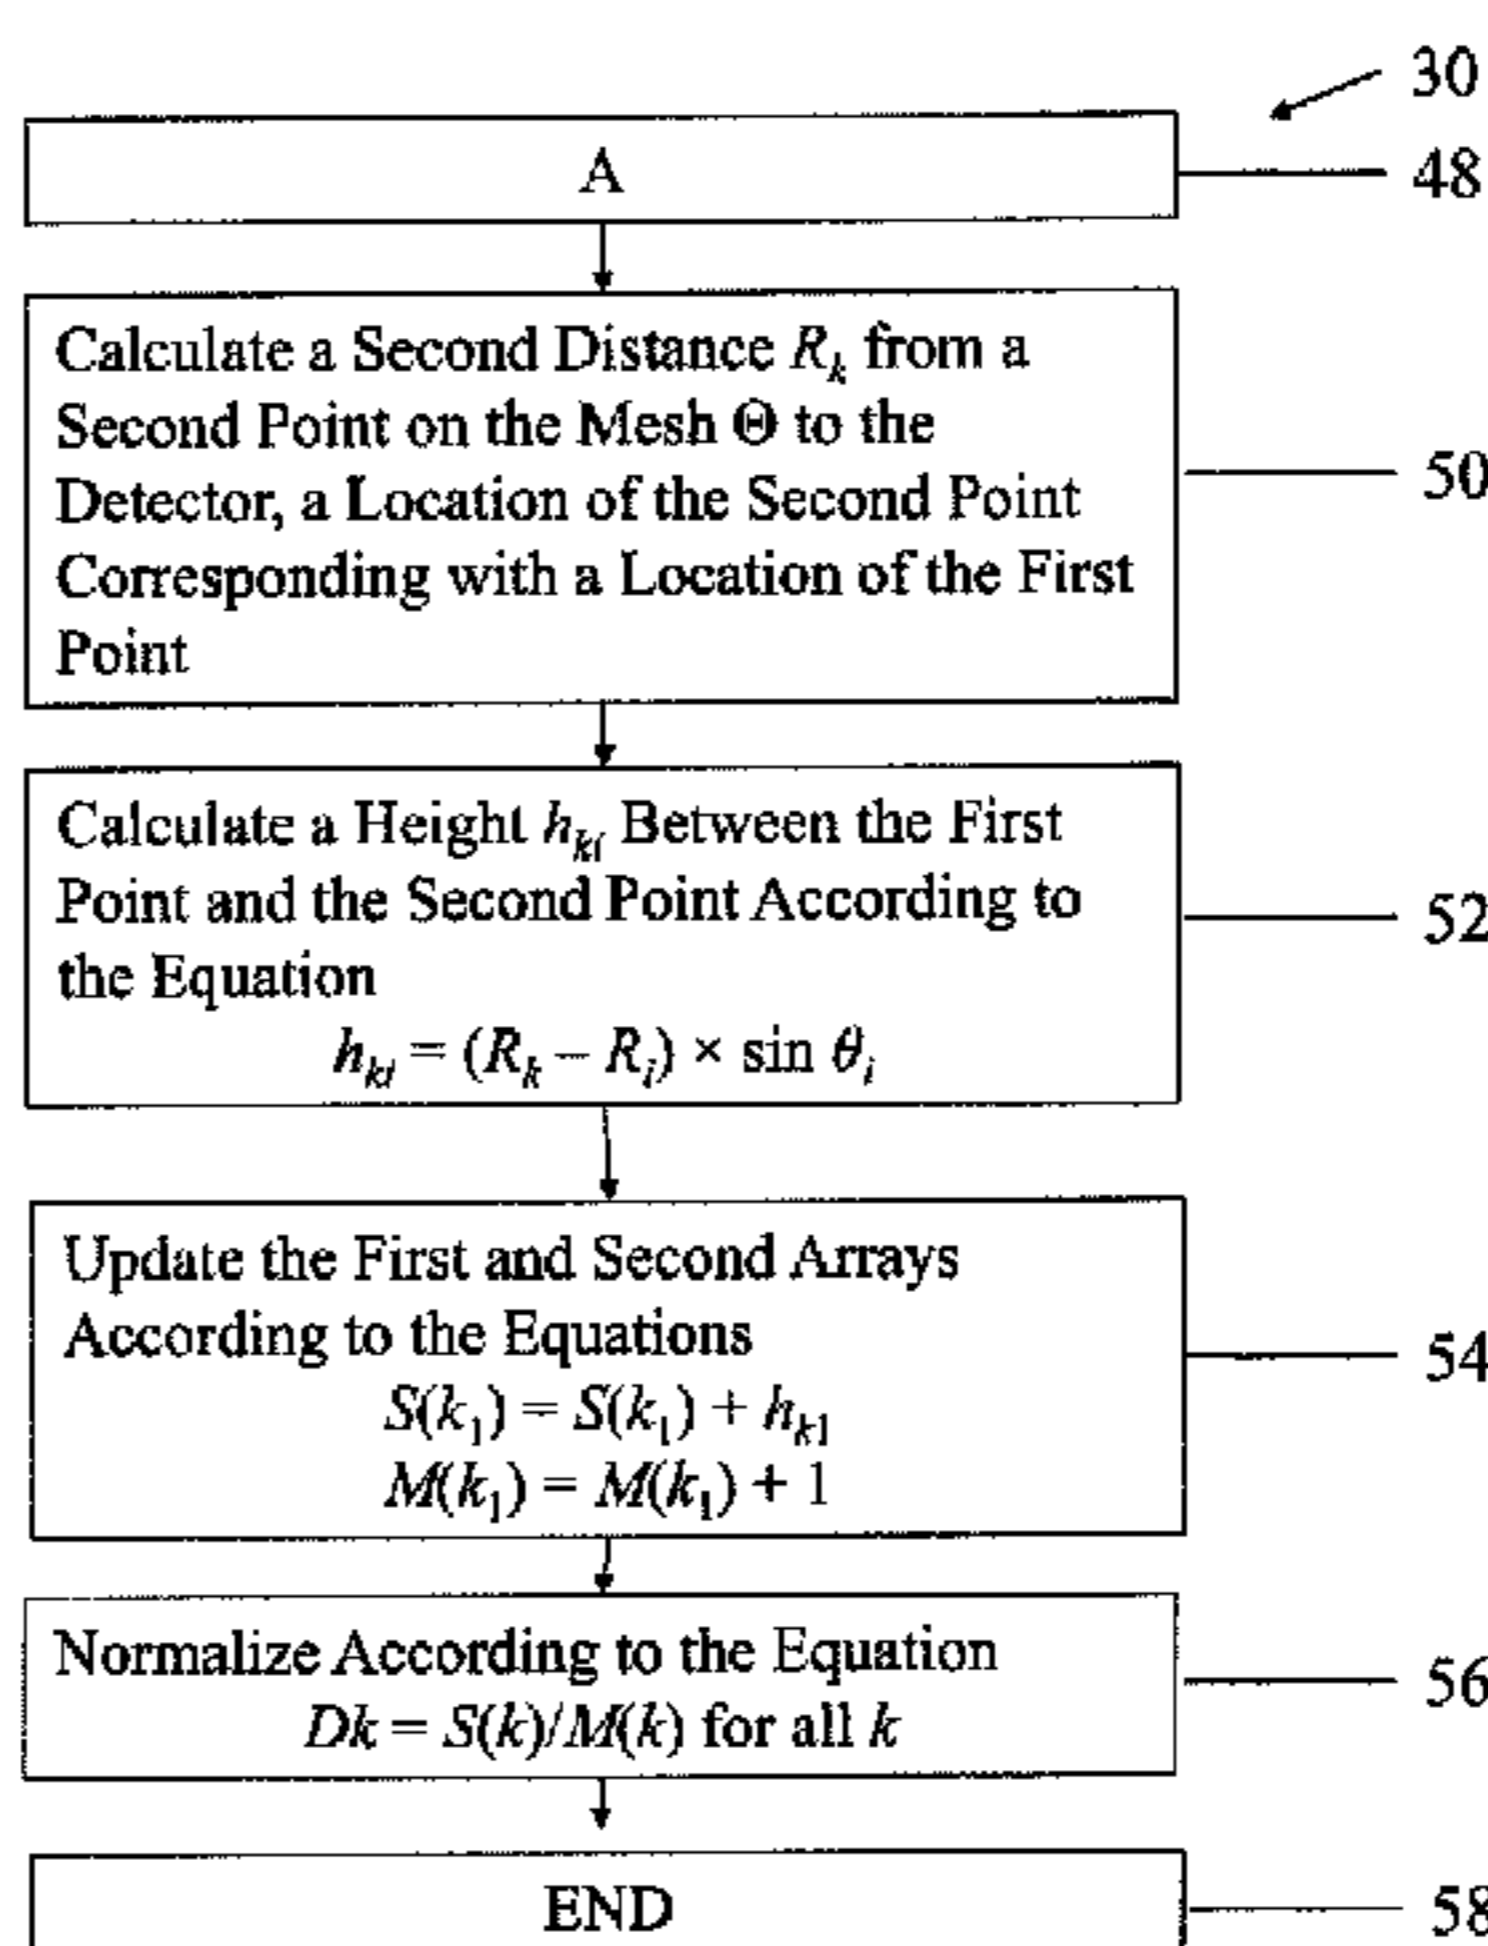 30
A
48
Calculate a Second Distance R_k from a
Second Point on the Mesh Θ to the
Detector, a Location of the Second Point
Corresponding with a Location of the First
Point
50
Calculate a Height h_ki Between the First
Point and the Second Point According to
the Equation
h_ki = (R_k – R_i) × sin θ_i
52
Update the First and Second Arrays
According to the Equations
S(k_1) = S(k_1) + h_k1
M(k_1) = M(k_1) + 1
54
Normalize According to the Equation
Dk = S(k)/M(k) for all k
56
END
58